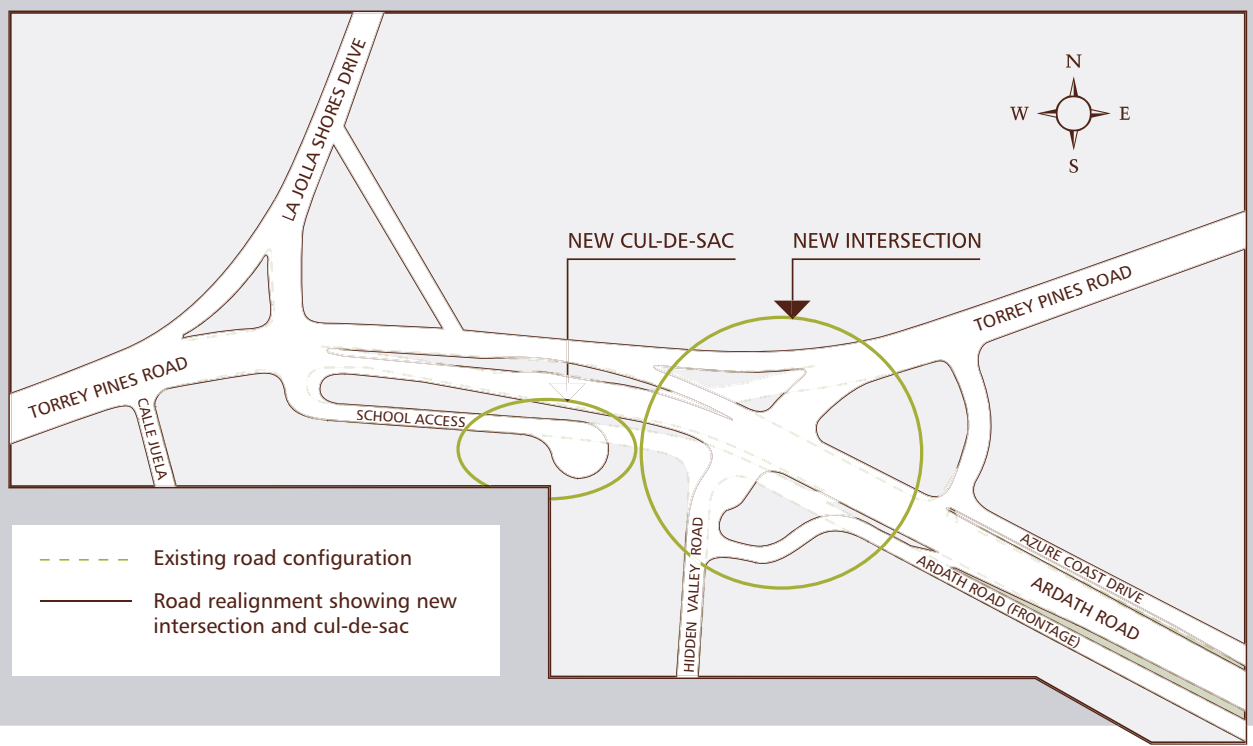 LA JOLLA SHORES DRIVE
N
W
E
S
NEW CUL-DE-SAC
NEW INTERSECTION
TORREY PINES ROAD
TORREY PINES ROAD
CALLE JUELA
SCHOOL ACCESS
HIDDEN VALLEY ROAD
AZURE COAST DRIVE
ARDATH ROAD
ARDATH ROAD (FRONTAGE)
Existing road configuration
Road realignment showing new
intersection and cul-de-sac